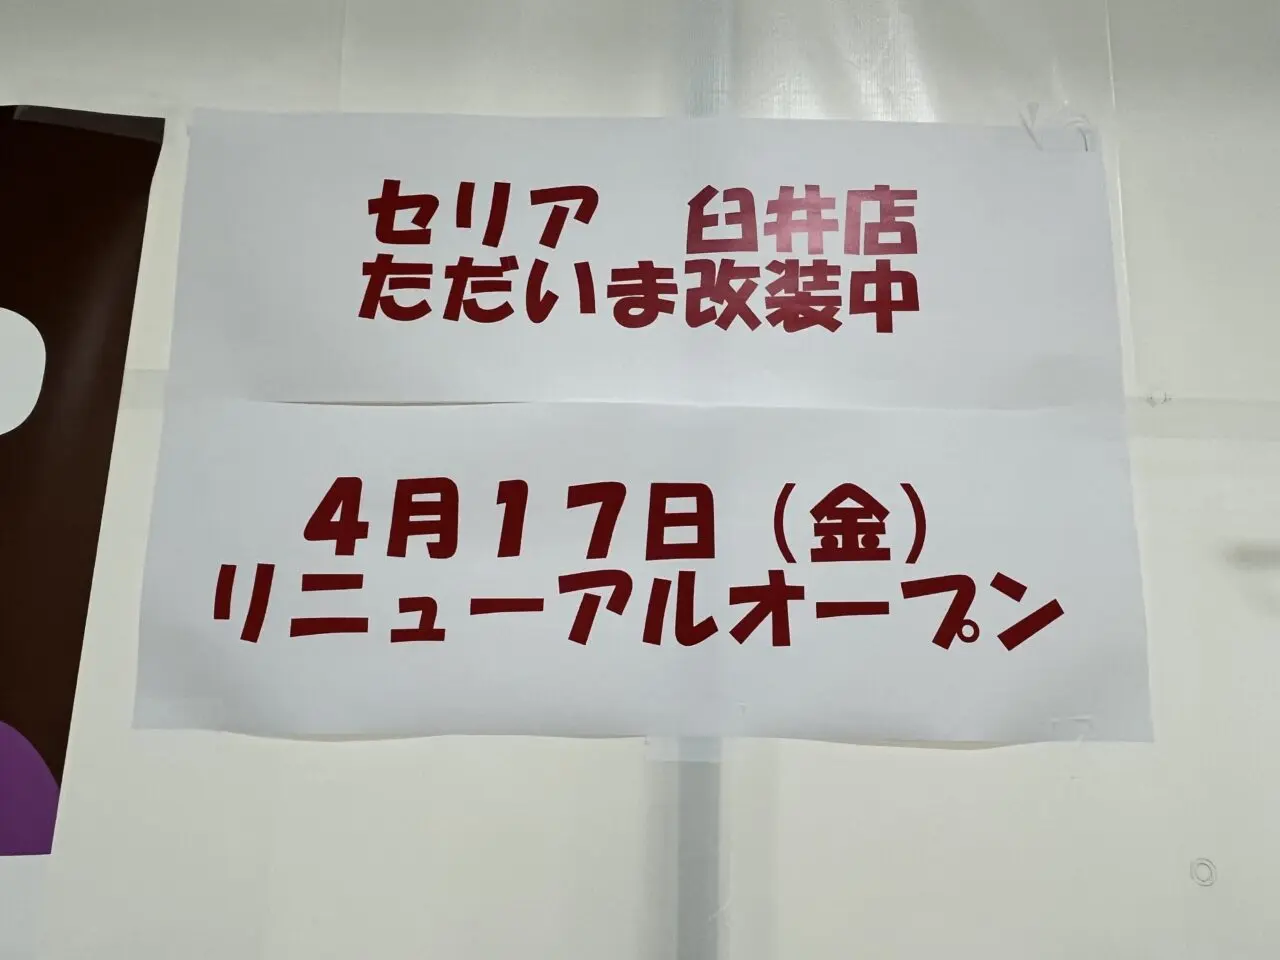 セリア　臼井店
ただいま改装中
４月１７日（金）
リニューアルオープン